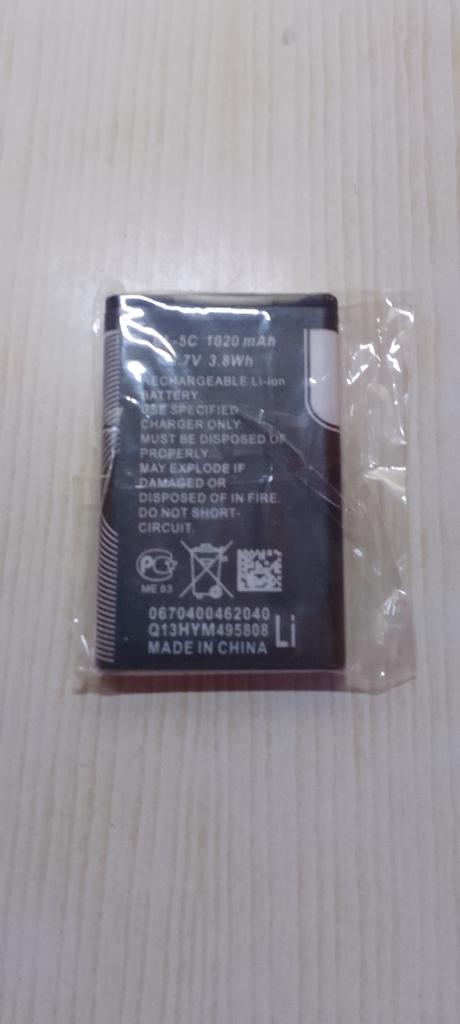 -5C 1020 mAh
.7V 3.8Wh
RECHARGEABLE Li-ion
BATTERY.
USE SPECIFIED
CHARGER ONLY.
MUST BE DISPOSED OF
PROPERLY.
MAY EXPLODE IF
DAMAGED OR
DISPOSED OF IN FIRE.
DO NOT SHORT-
CIRCUIT.
ME 83
0670400462040
Q13HYM495808
Li
MADE IN CHINA